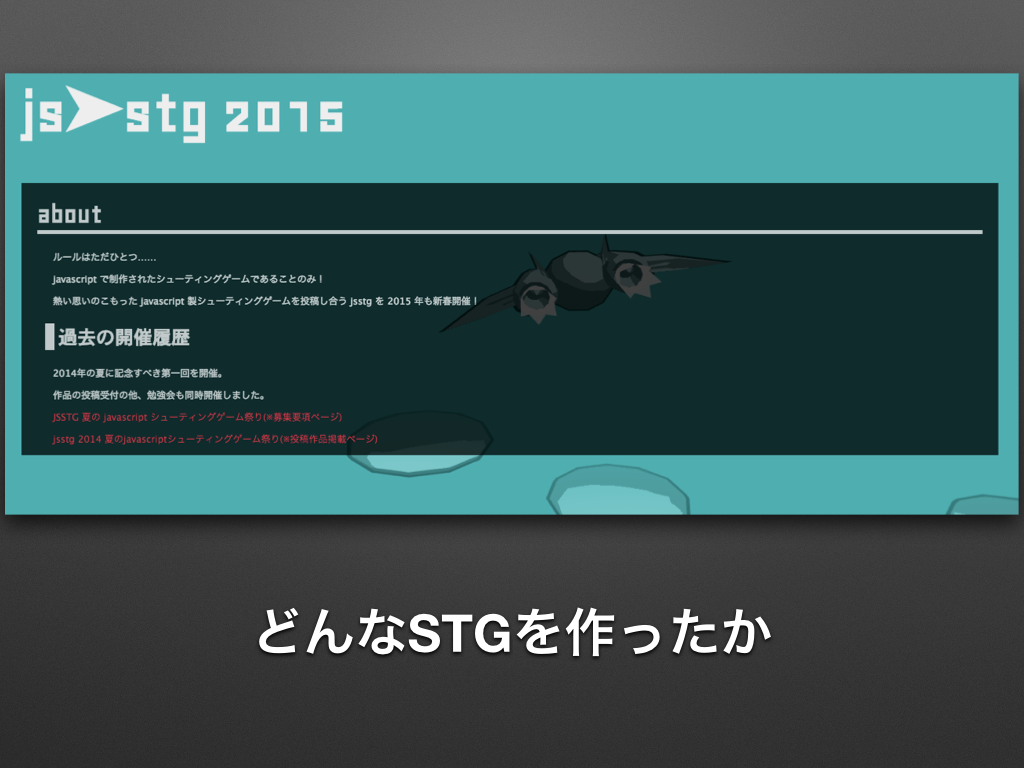 js stg 2015
about
ルールはただひとつ……
javascript で制作されたシューティングゲームであることのみ！
熱い思いのこもった javascript 製シューティングゲームを投稿し合う jsstg を 2015 年も新春開催！
過去の開催履歴
2014年の夏に記念すべき第一回を開催。
作品の投稿受付の他、勉強会も同時開催しました。
JSSTG 夏の javascript シューティングゲーム祭り(※募集要項ページ)
jsstg 2014 夏のjavascriptシューティングゲーム祭り(※投稿作品掲載ページ)
どんなSTGを作ったか